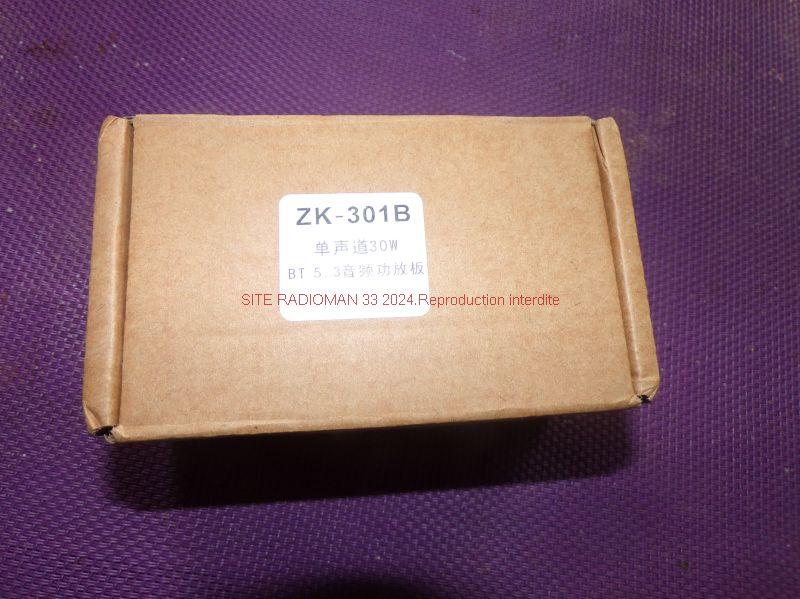 ZK-301B
单声道30W
BT 5.3音频功放板
SITE RADIOMAN 33 2024.Reproduction interdite